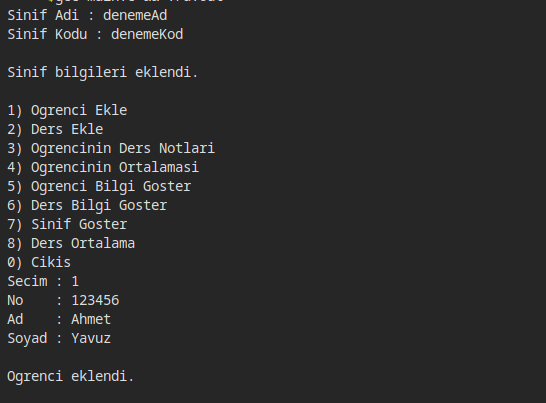 Sinif Adi : denemeAd
Sinif Kodu : denemeKod
Sinif bilgileri eklendi.
1) Ogrenci Ekle
2) Ders Ekle
3) Ogrencinin Ders Notlari
4) Ogrencinin Ortalamasi
5) Ogrenci Bilgi Goster
6) Ders Bilgi Goster
7) Sinif Goster
8) Ders Ortalama
0) Cikis
Secim : 1
No    : 123456
Ad    : Ahmet
Soyad : Yavuz
Ogrenci eklendi.